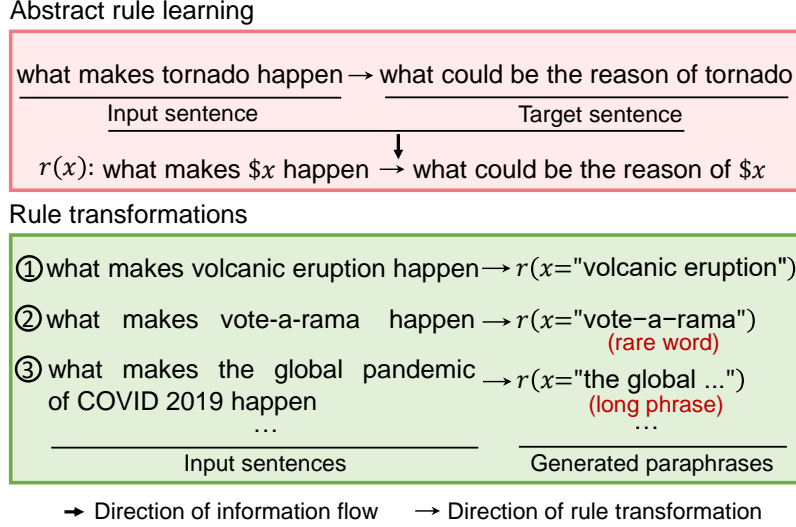 Abstract rule learning
what makes tornado happen → what could be the reason of tornado
Input sentence Target sentence
r(x): what makes $x happen → what could be the reason of $x
Rule transformations
① what makes volcanic eruption happen → r(x="volcanic eruption")
② what makes vote-a-rama happen → r(x="vote−a−rama")
(rare word)
③ what makes the global pandemic → r(x="the global ...")
of COVID 2019 happen (long phrase)
... ...
Input sentences Generated paraphrases
→ Direction of information flow → Direction of rule transformation